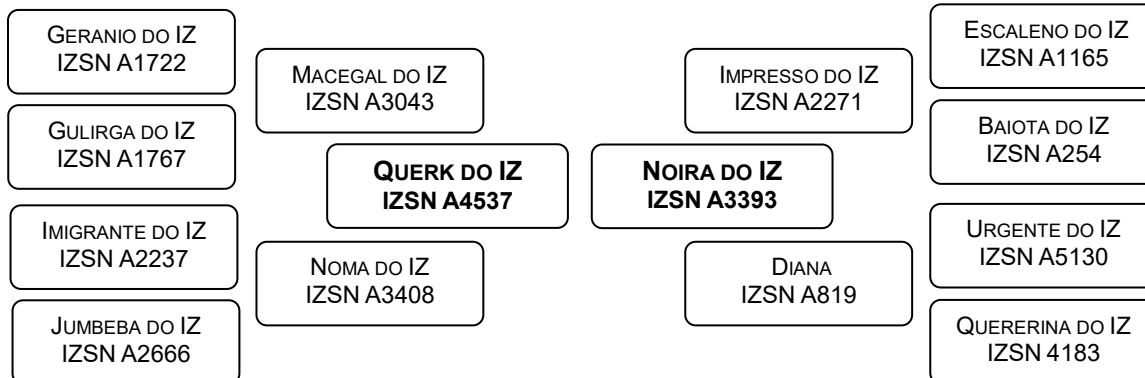 GERANIO DO IZ
IZSN A1722
GULIRGA DO IZ
IZSN A1767
IMIGRANTE DO IZ
IZSN A2237
JUMBEBA DO IZ
IZSN A2666
MACEGAL DO IZ
IZSN A3043
NOMA DO IZ
IZSN A3408
QUERK DO IZ
IZSN A4537
NOIRA DO IZ
IZSN A3393
IMPRESSO DO IZ
IZSN A2271
DIANA
IZSN A819
ESCALENO DO IZ
IZSN A1165
BAIOTA DO IZ
IZSN A254
URGENTE DO IZ
IZSN A5130
QUERERINA DO IZ
IZSN 4183